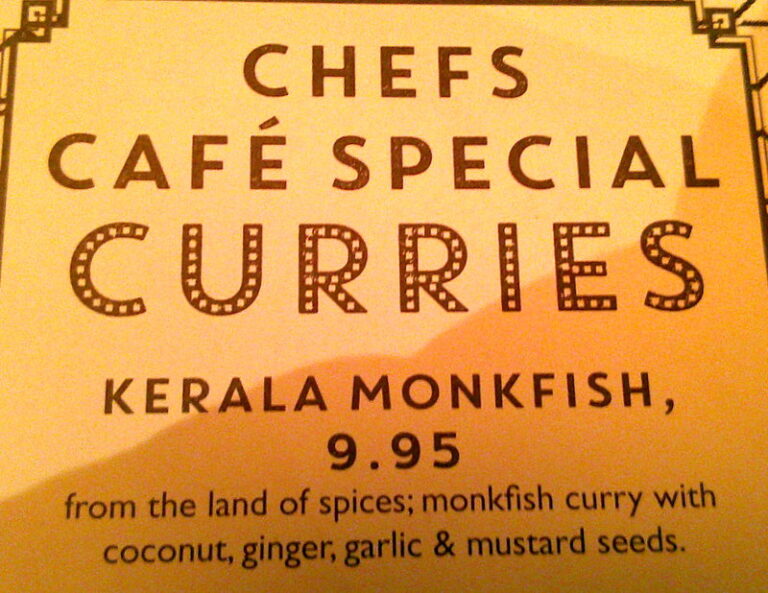 CHEFS
CAFÉ SPECIAL
CURRIES
KERALA MONKFISH,
9.95
from the land of spices; monkfish curry with
coconut, ginger, garlic & mustard seeds.